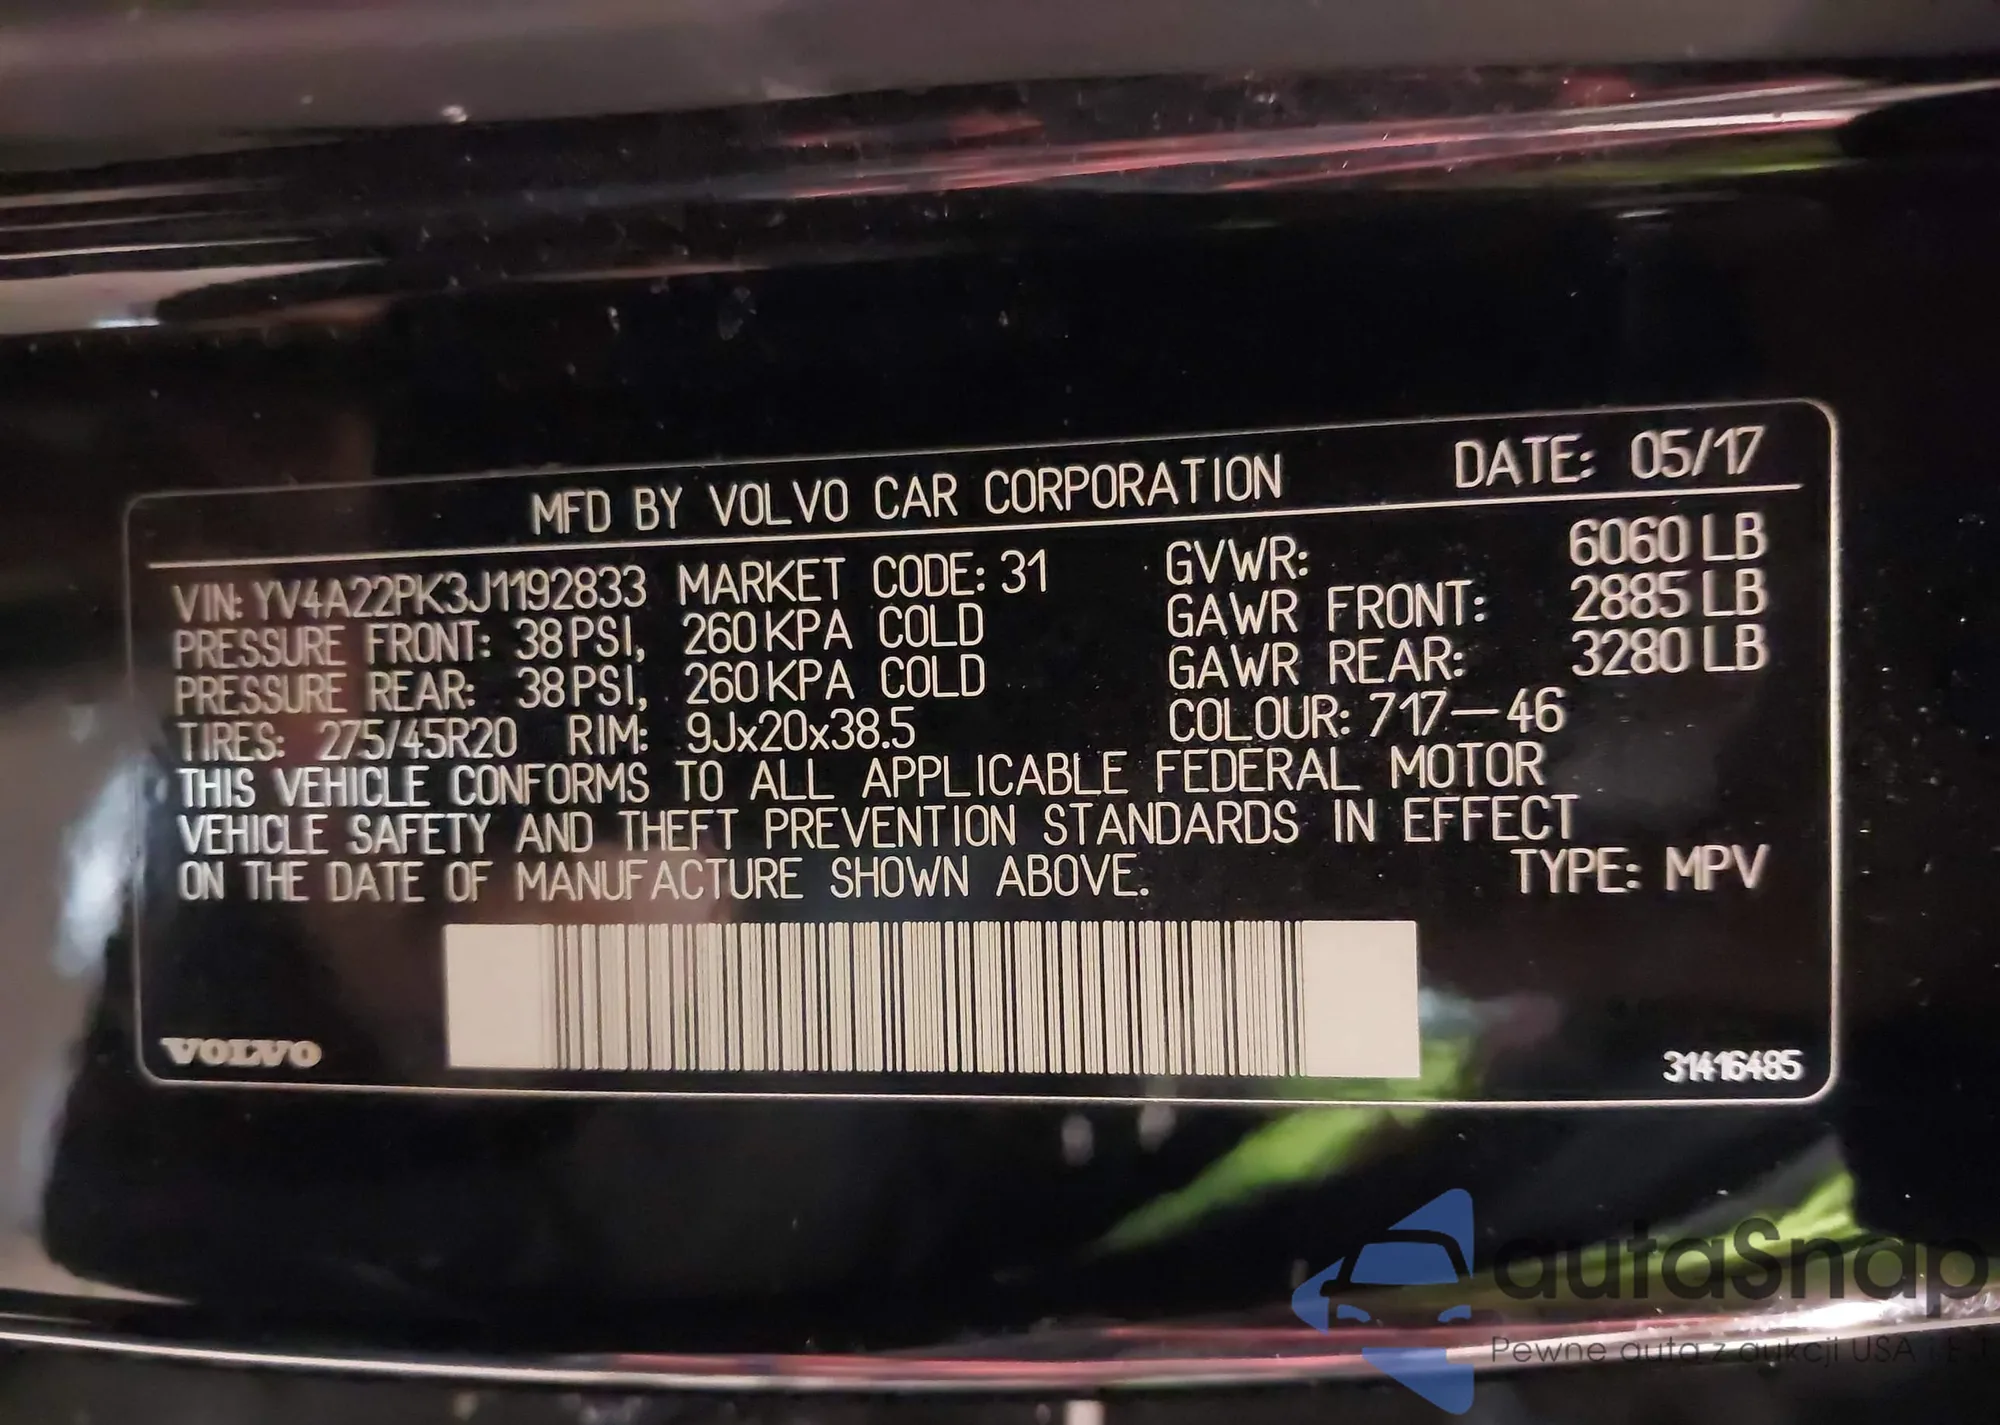 MFD BY VOLVO CAR CORPORATION DATE: 05/17
VIN: YV4A22PK3J1192833 MARKET CODE: 31 GVWR: 6060 LB
PRESSURE FRONT: 38 PSI, 260 KPA COLD GAWR FRONT: 2885 LB
PRESSURE REAR: 38 PSI, 260 KPA COLD GAWR REAR: 3280 LB
TIRES: 275/45R20 RIM: 9Jx20x38.5 COLOUR: 717-46
THIS VEHICLE CONFORMS TO ALL APPLICABLE FEDERAL MOTOR
VEHICLE SAFETY AND THEFT PREVENTION STANDARDS IN EFFECT
ON THE DATE OF MANUFACTURE SHOWN ABOVE. TYPE: MPV
VOLVO 31416485
autaSnap
Pewne auta z aukcji USA